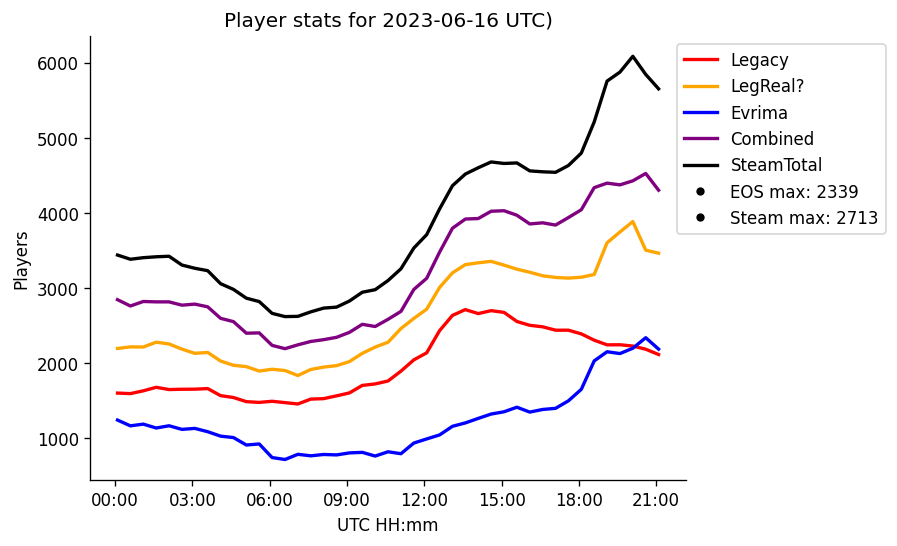 Player stats for 2023-06-16 UTC)
Players
6000
5000
4000
3000
2000
1000
00:00 03:00 06:00 09:00 12:00 15:00 18:00 21:00
UTC HH:mm
Legacy
LegReal?
Evrima
Combined
SteamTotal
EOS max: 2339
Steam max: 2713